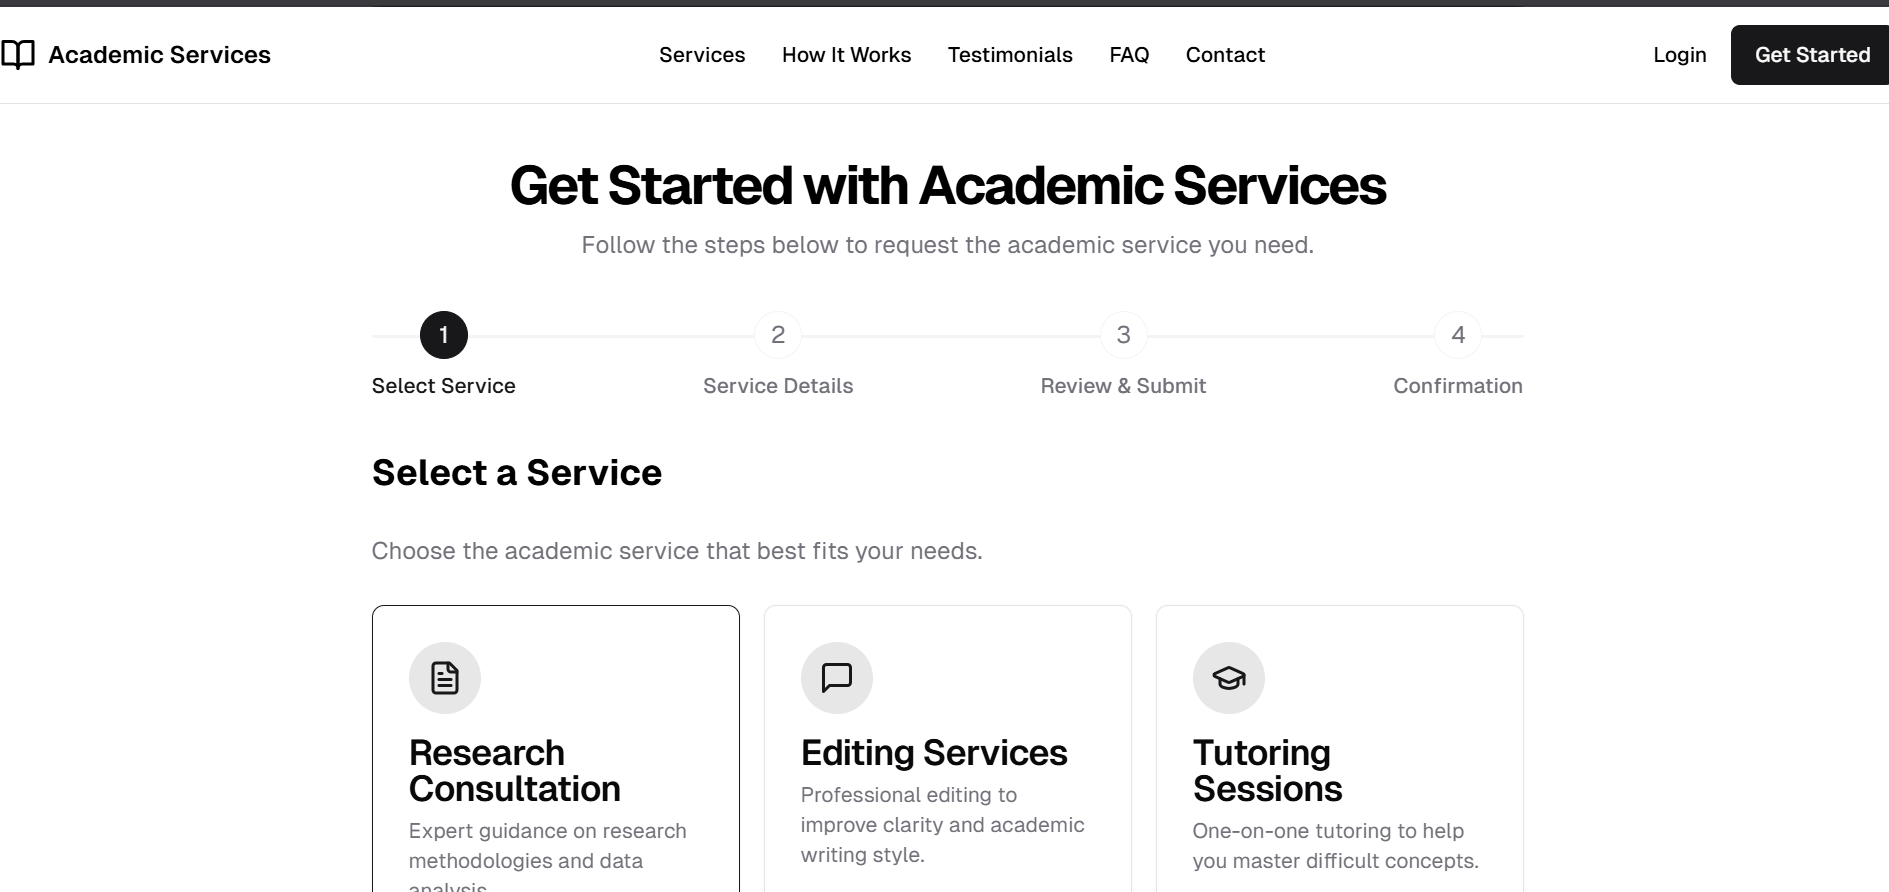 Academic Services
Services
How It Works
Testimonials
FAQ
Contact
Login
Get Started
Get Started with Academic Services
Follow the steps below to request the academic service you need.
1
2
3
4
Select Service
Service Details
Review & Submit
Confirmation
Select a Service
Choose the academic service that best fits your needs.
Research
Consultation
Expert guidance on research
methodologies and data
analysis.
Editing Services
Professional editing to
improve clarity and academic
writing style.
Tutoring
Sessions
One-on-one tutoring to help
you master difficult concepts.